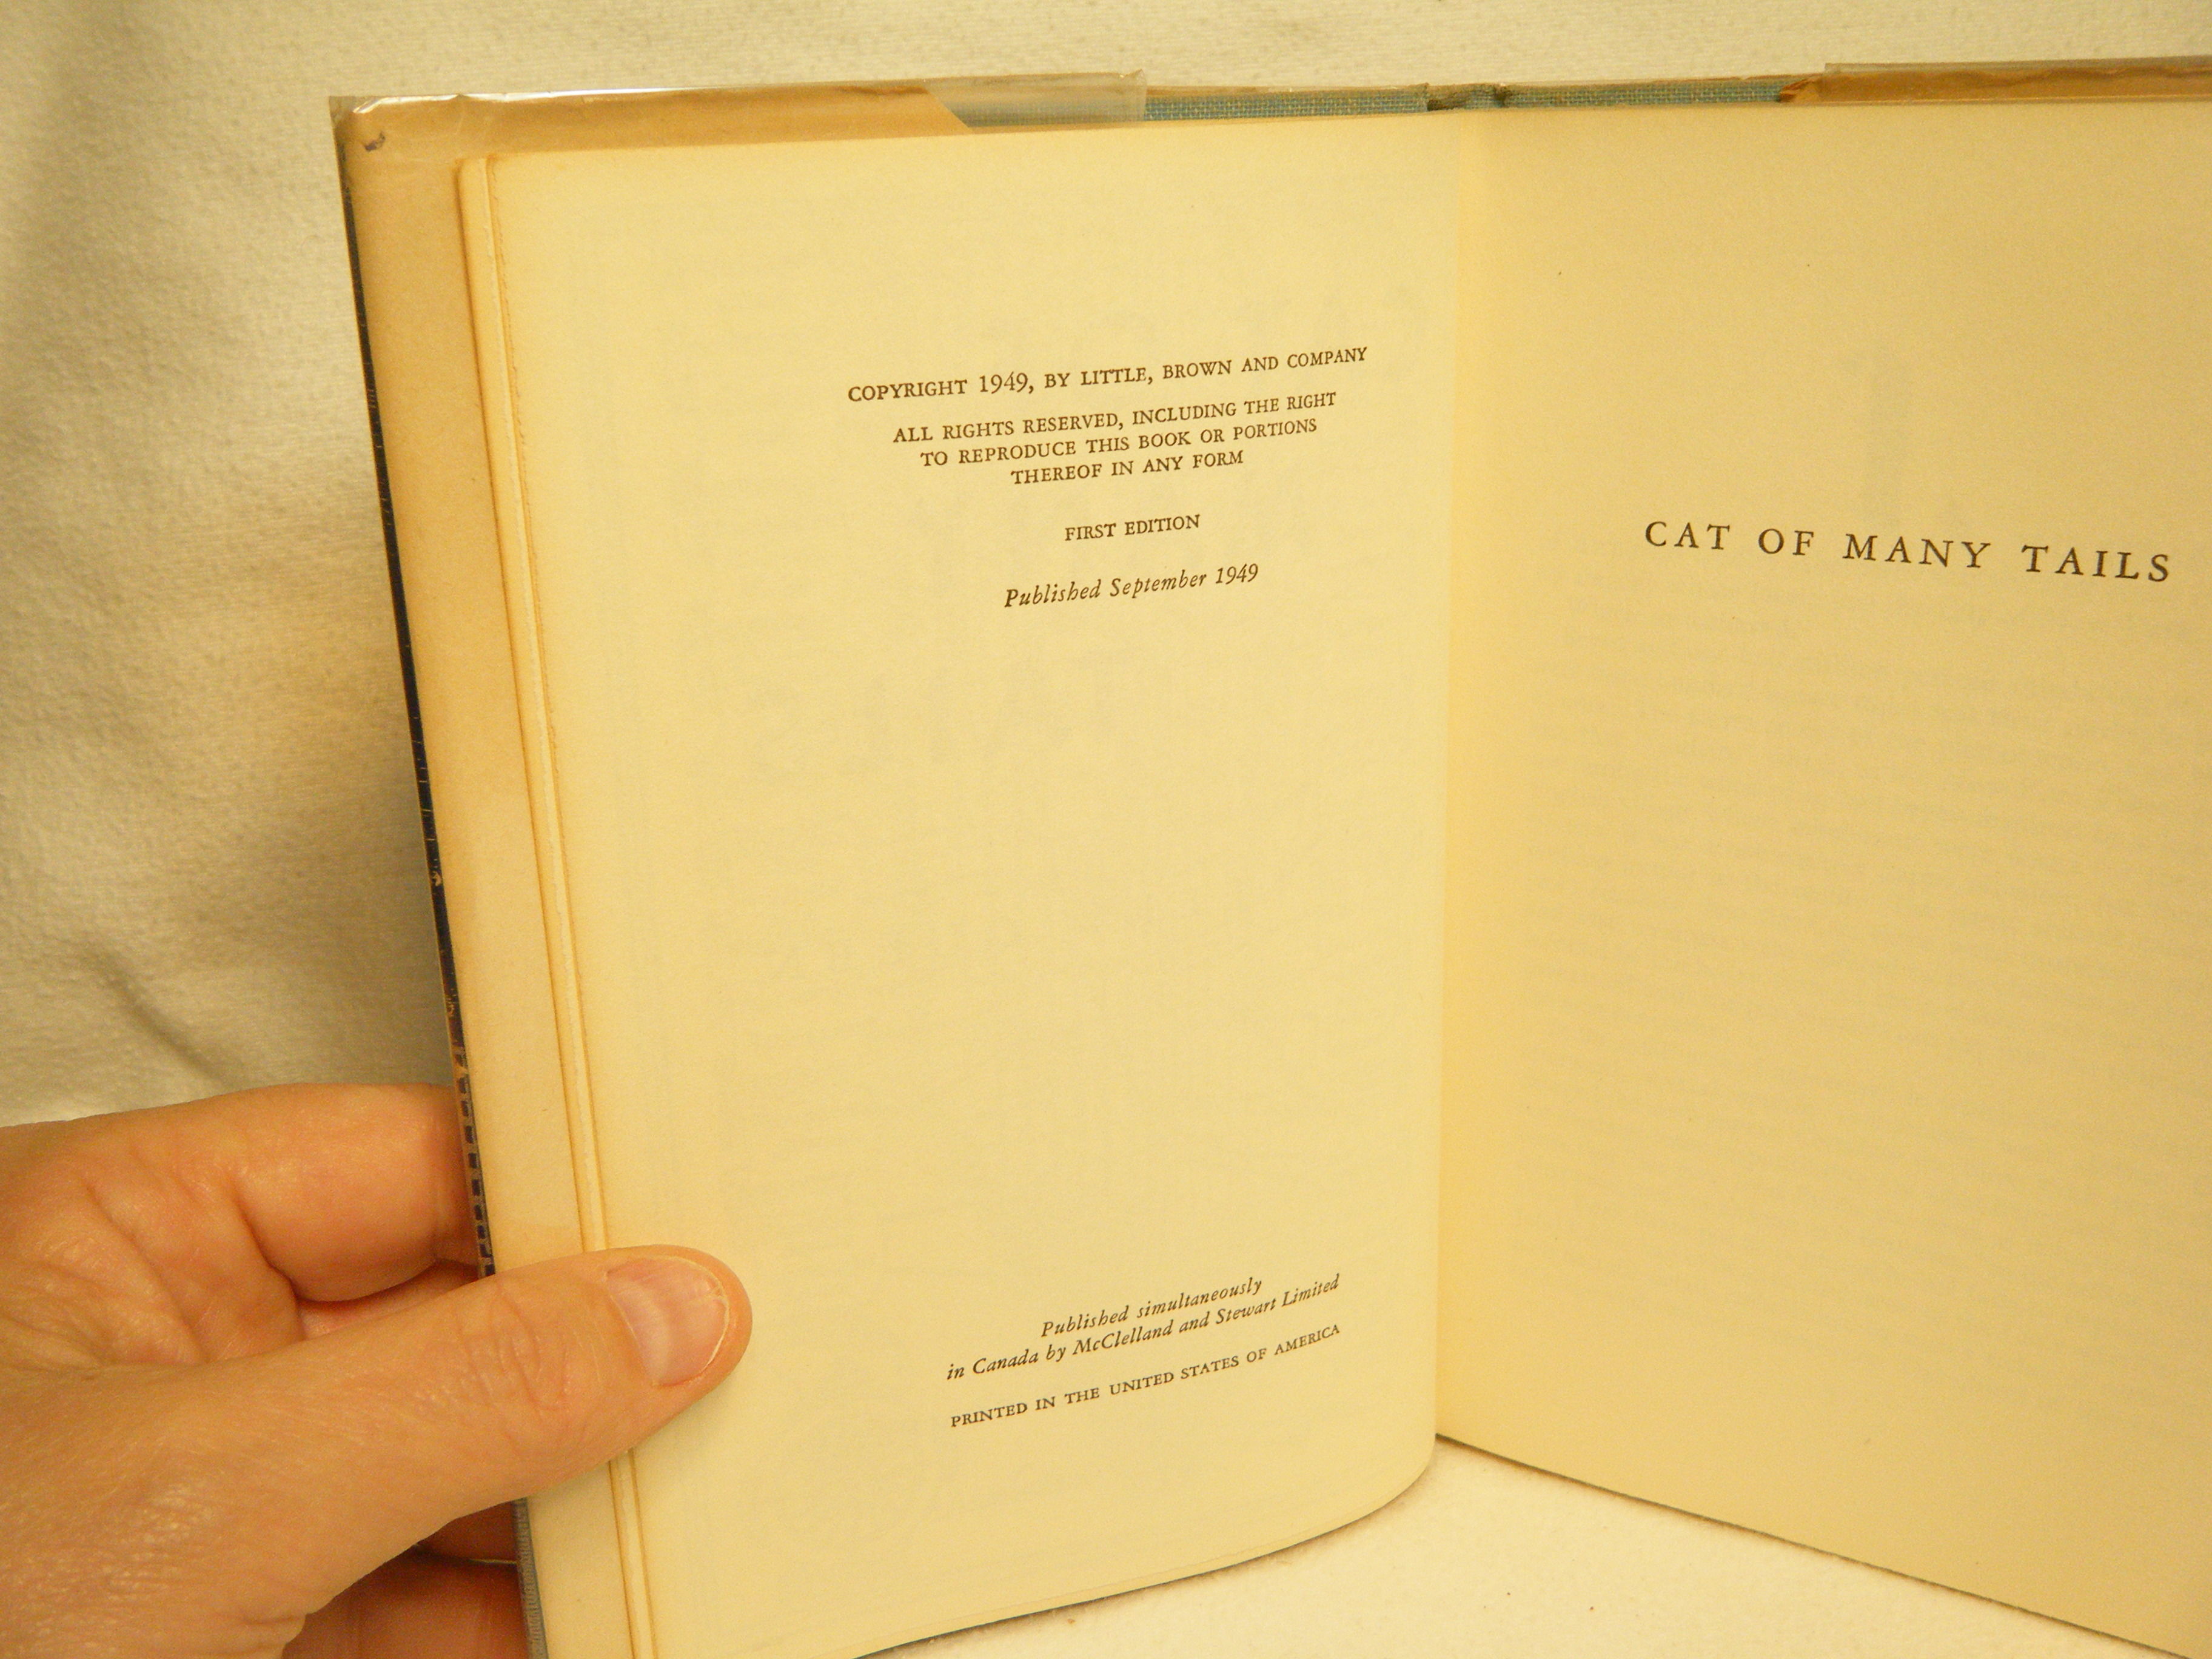 COPYRIGHT 1949, BY LITTLE, BROWN AND COMPANY
ALL RIGHTS RESERVED, INCLUDING THE RIGHT
TO REPRODUCE THIS BOOK OR PORTIONS
THEREOF IN ANY FORM
FIRST EDITION
Published September 1949
Published simultaneously
in Canada by McClelland and Stewart Limited
PRINTED IN THE UNITED STATES OF AMERICA
CAT OF MANY TAILS